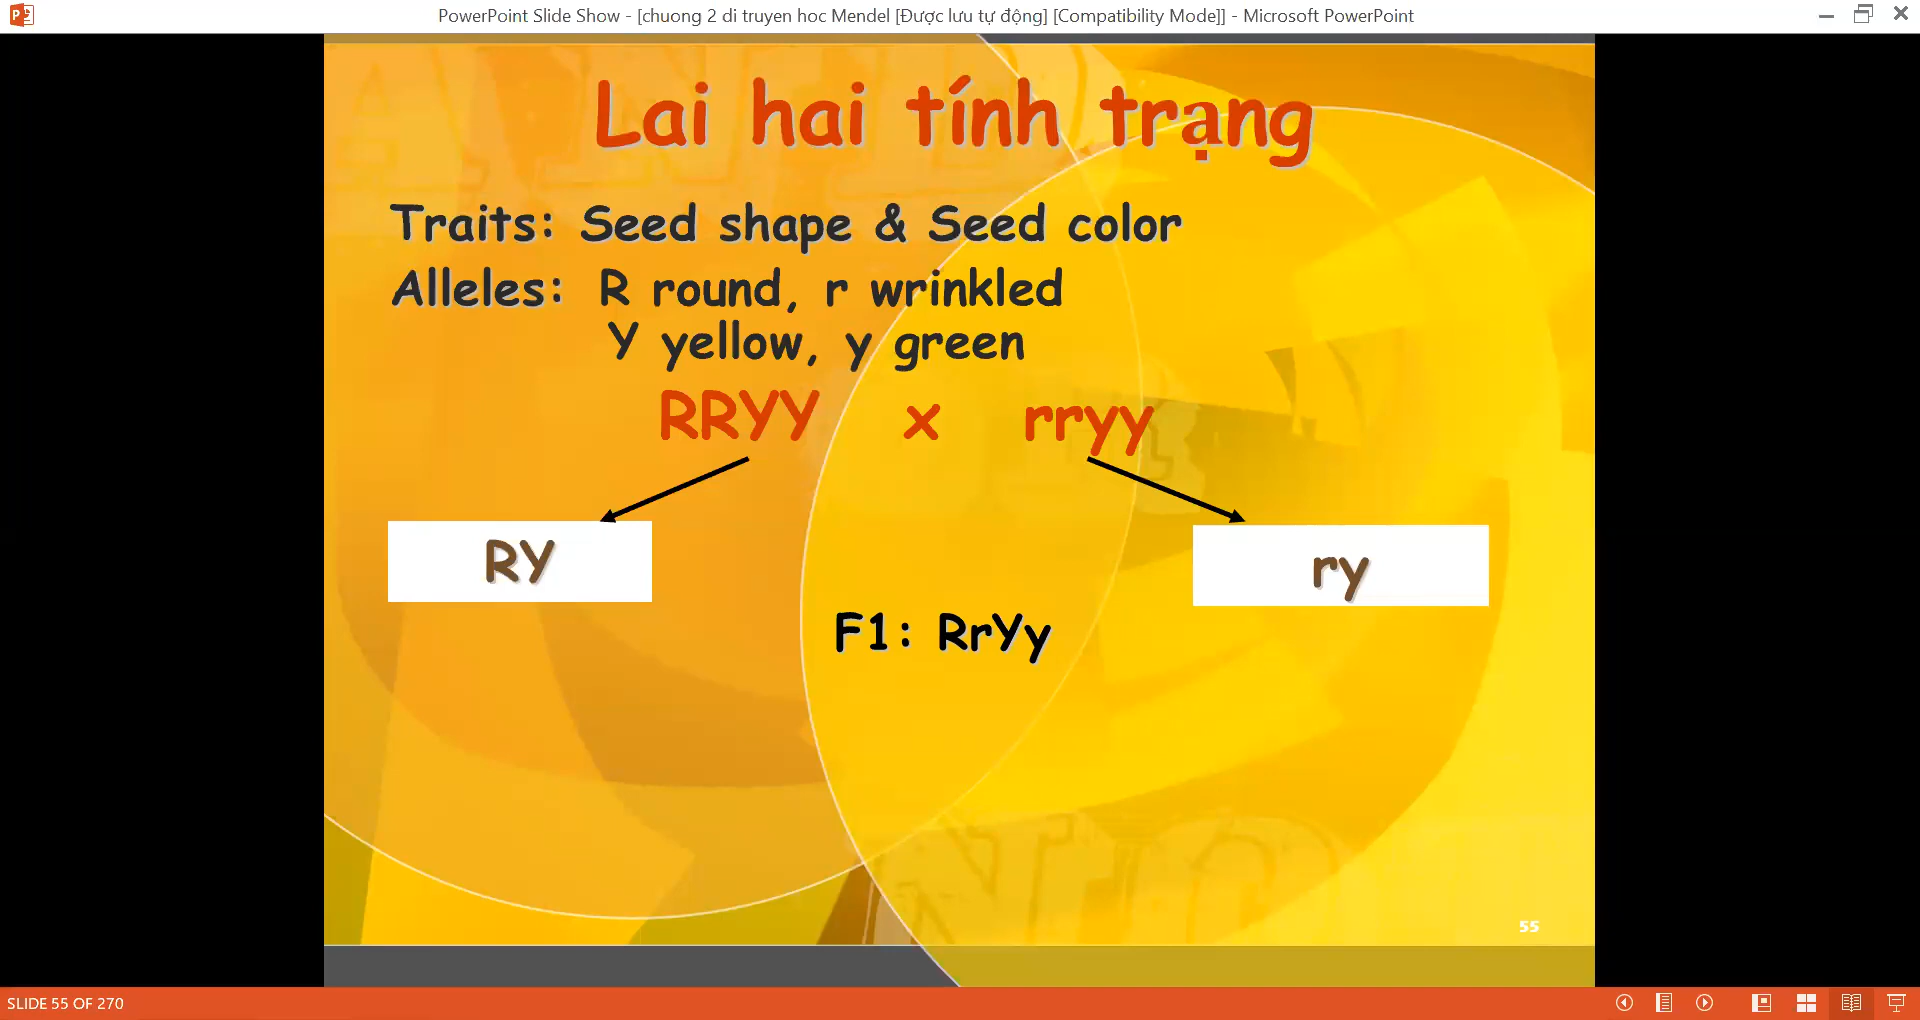 PowerPoint Slide Show - [chuong 2 di truyen hoc Mendel [Được lưu tự động] [Compatibility Mode]] - Microsoft PowerPoint
Lai hai tính trạng
Traits: Seed shape & Seed color
Alleles: R round, r wrinkled
Y yellow, y green
RRYY x rryy
RY
ry
F1: RrYy
55
SLIDE 55 OF 270